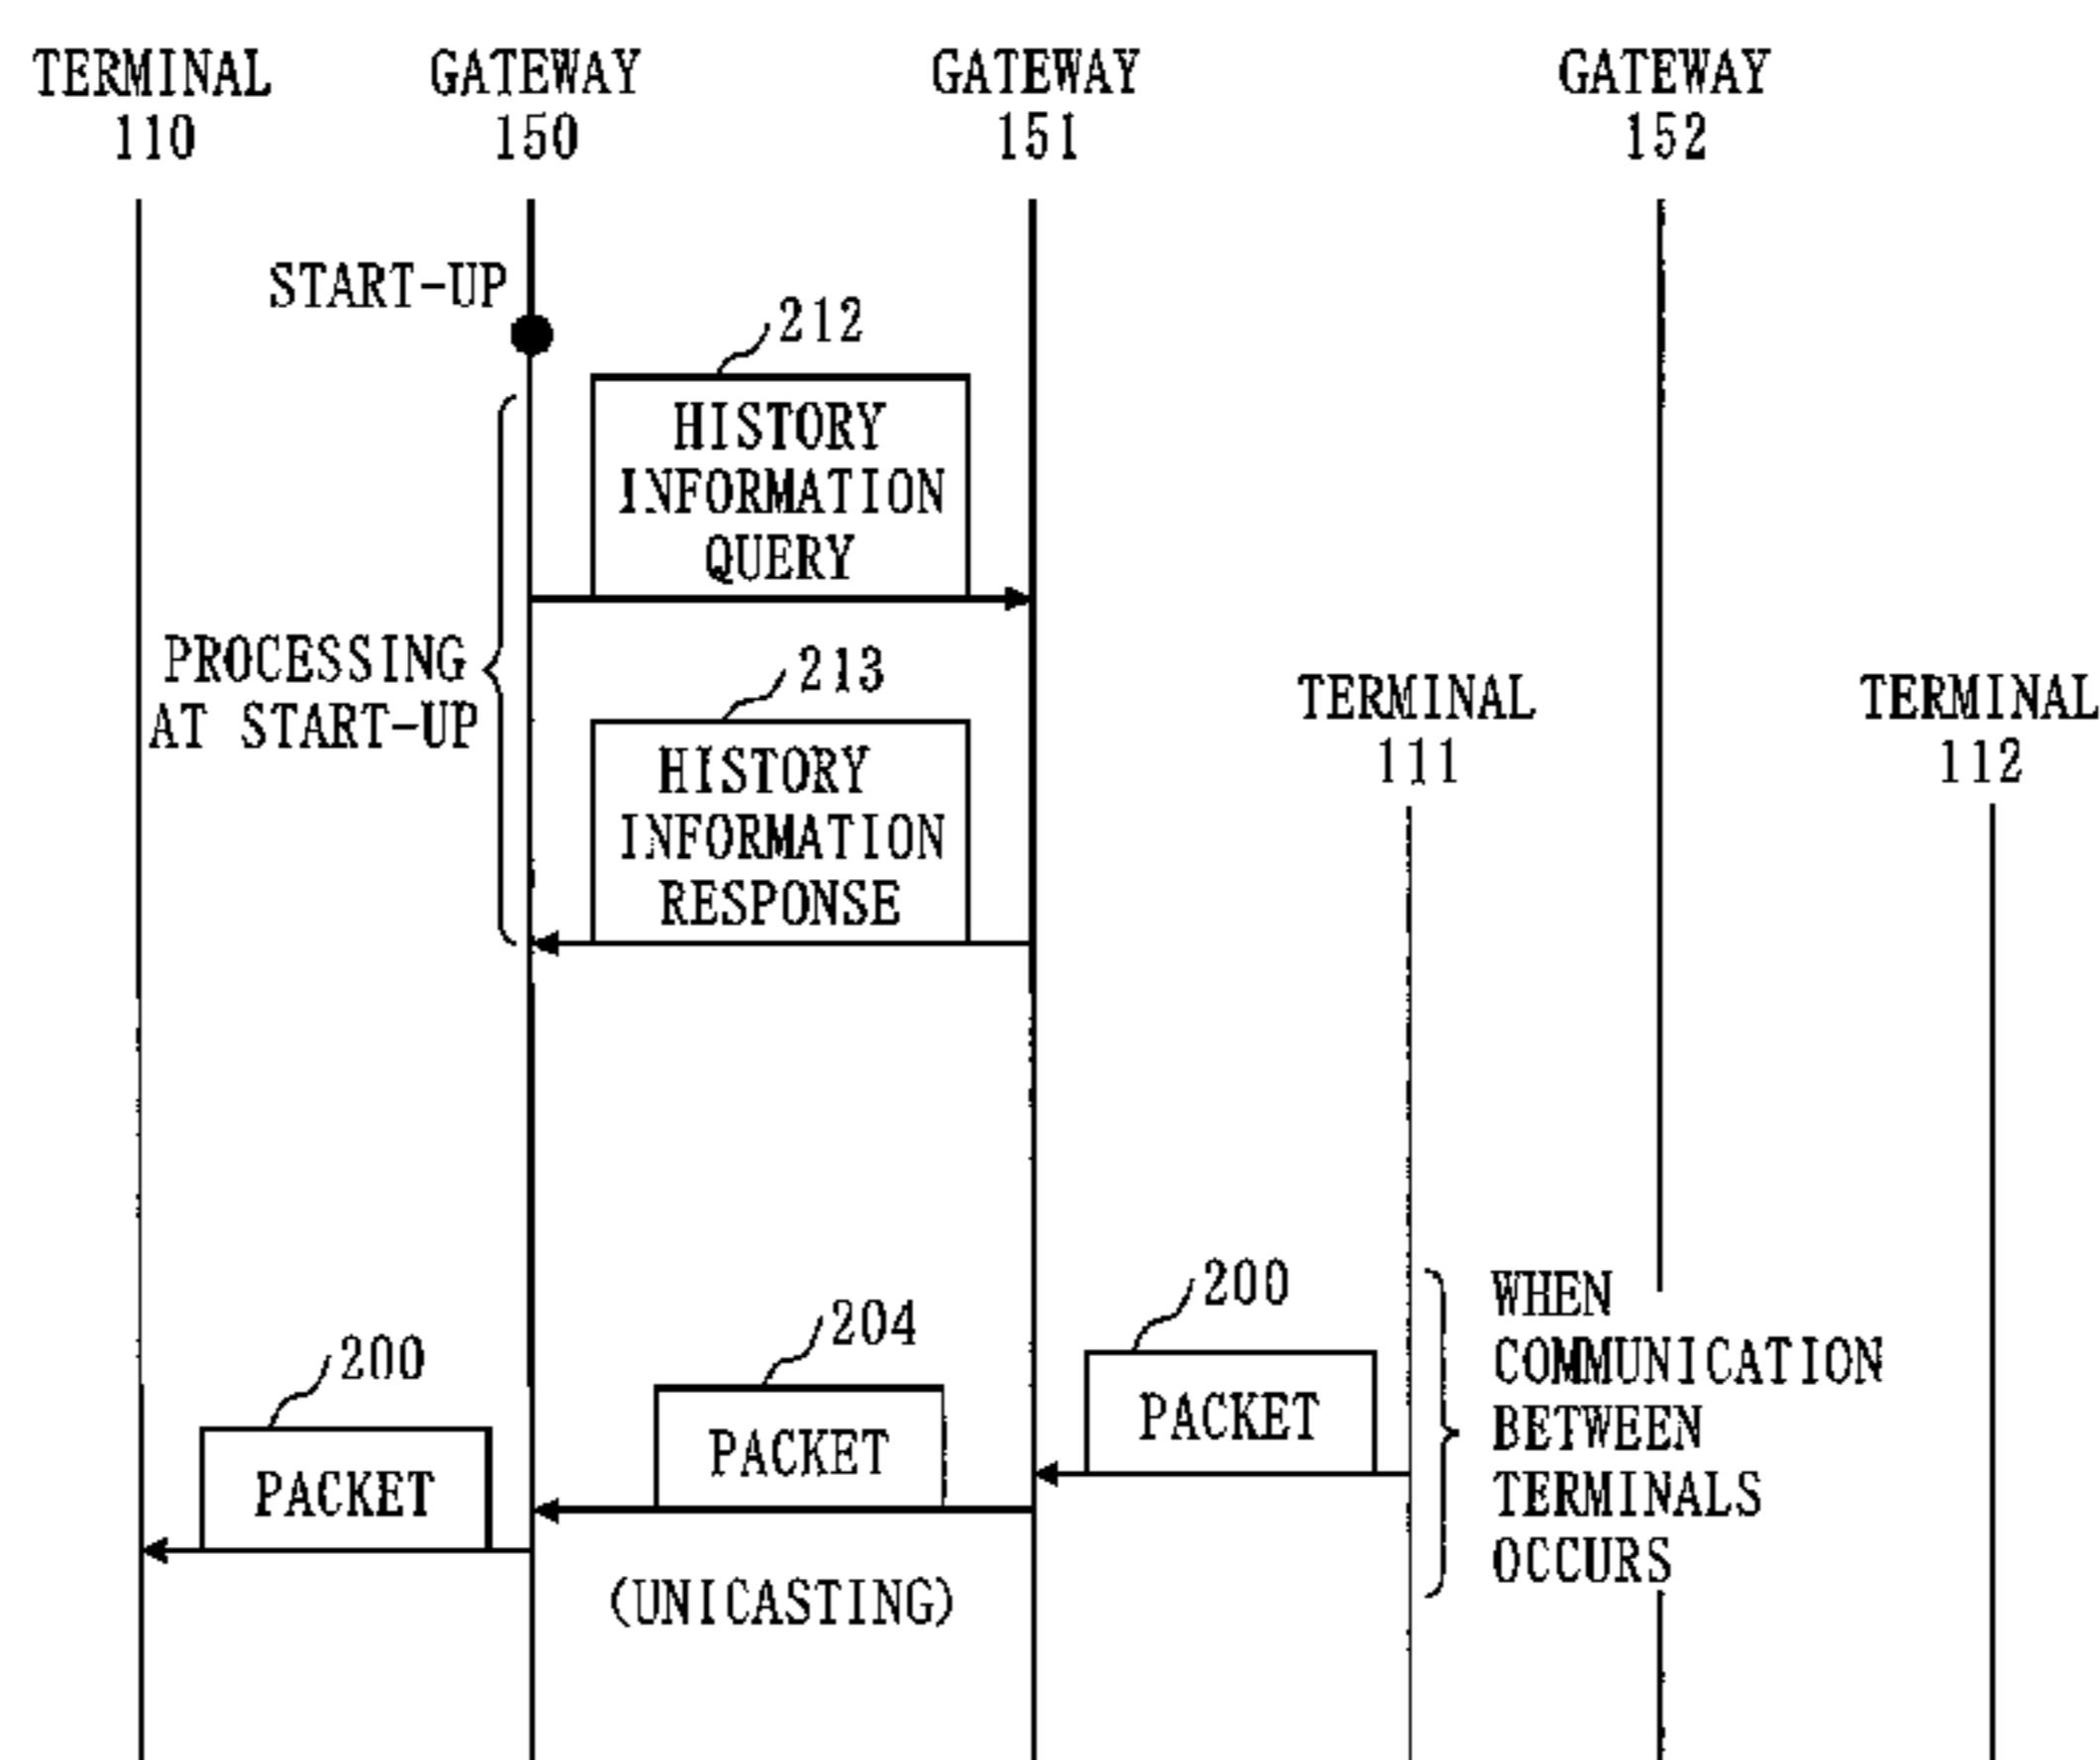 TERMINAL
110
GATEWAY
150
GATEWAY
151
GATEWAY
152
START-UP
212
HISTORY
INFORMATION
QUERY
PROCESSING
AT START-UP
213
HISTORY
INFORMATION
RESPONSE
TERMINAL
111
TERMINAL
112
200
PACKET
204
PACKET
(UNICASTING)
200
PACKET
WHEN
COMMUNICATION
BETWEEN
TERMINALS
OCCURS